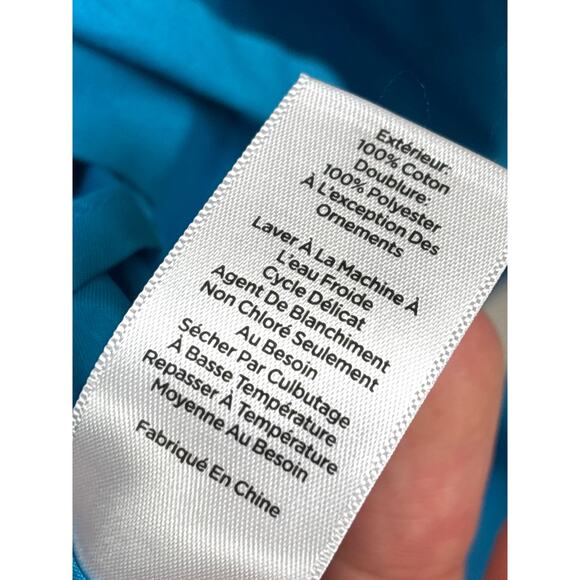 Extérieur:
100% Coton
Doublure:
100% Polyester
À L'exception Des
Ornements
Laver À La Machine À
L'eau Froide
Cycle Délicat
Agent De Blanchiment
Non Chloré Seulement
Au Besoin
Sécher Par Culbutage
À Basse Température
Repasser À Température
Moyenne Au Besoin
Fabriqué En Chine